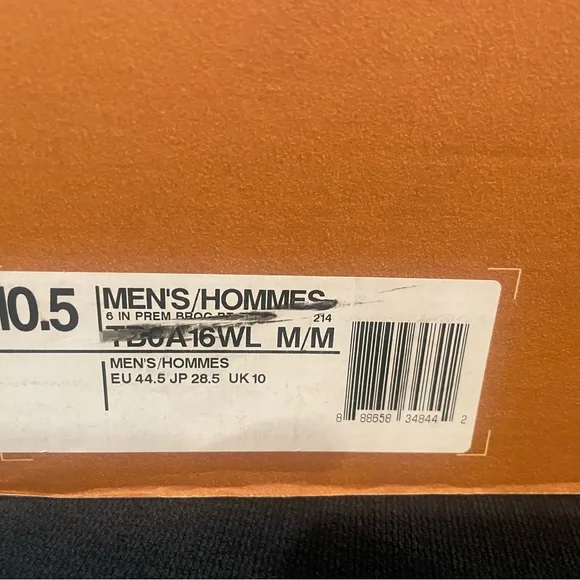 10.5
MEN'S/HOMMES
6 IN PREM BROG BT
214
TB0A16WL M/M
MEN'S/HOMMES
EU 44.5 JP 28.5 UK 10
8 88658 34844 2